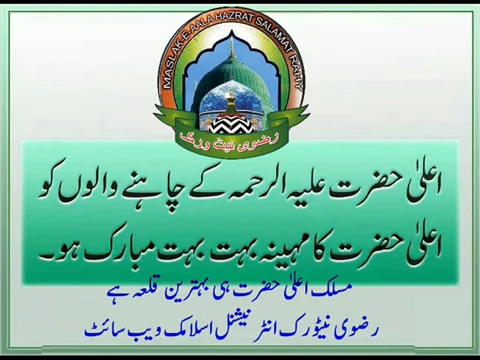 MASLAK-E-AALA HAZRAT SALAMAT RAHY
رضوی نیٹ ورک
اعلیٰ حضرت علیہ الرحمہ کے چاہنے والوں کو
اعلیٰ حضرت کا مہینہ بہت بہت مبارک ہو۔
مسلک اعلیٰ حضرت ہی بہترین قلعہ ہے
رضوی نیٹورک انٹرنیشنل اسلامک ویب سائٹ